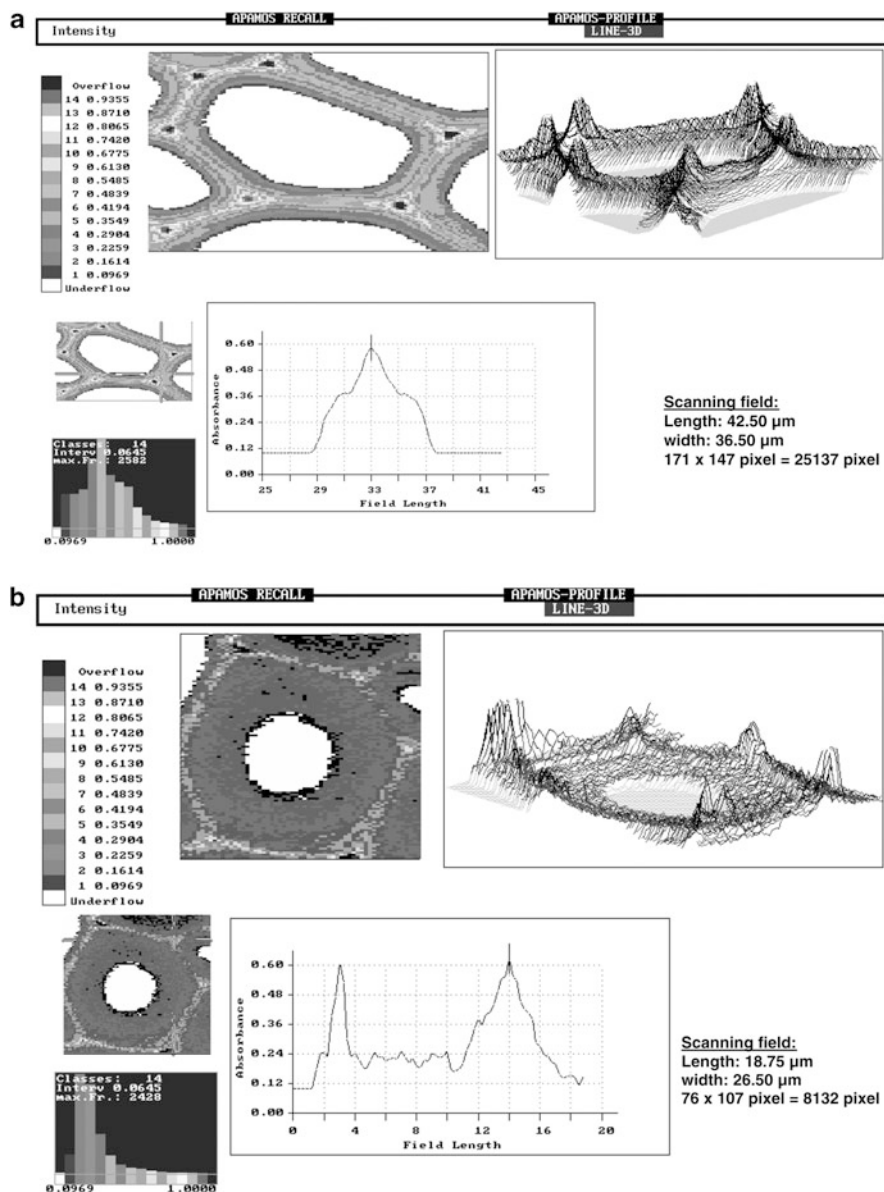 a
APAMOS RECALL
APAMOS-PROFILE
Intensity
LINE-3D
Overflow
14 0.9355
13 0.8710
12 0.8065
11 0.7420
10 0.6775
9 0.6130
8 0.5485
7 0.4839
6 0.4194
5 0.3549
4 0.2904
3 0.2259
2 0.1614
1 0.0969
Underflow
Classes: 14
Interv 0.0645
max.Fr.: 2582
0.0969 1.0000
Absorbance
0.60
0.48
0.36
0.24
0.12
0.00
25 29 33 37 41 45
Field Length
Scanning field:
Length: 42.50 µm
width: 36.50 µm
171 x 147 pixel = 25137 pixel
b
APAMOS RECALL
APAMOS-PROFILE
Intensity
LINE-3D
Overflow
14 0.9355
13 0.8710
12 0.8065
11 0.7420
10 0.6775
9 0.6130
8 0.5485
7 0.4839
6 0.4194
5 0.3549
4 0.2904
3 0.2259
2 0.1614
1 0.0969
Underflow
Classes: 14
Interv 0.0645
max.Fr.: 2428
0.0969 1.0000
Absorbance
0.60
0.48
0.36
0.24
0.12
0.00
0 4 8 12 16 20
Field Length
Scanning field:
Length: 18.75 µm
width: 26.50 µm
76 x 107 pixel = 8132 pixel